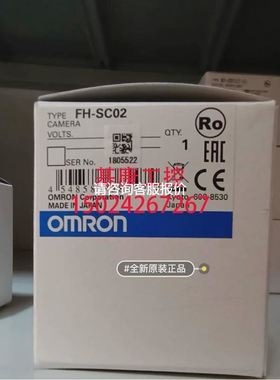 TYPE FH-SC02
CAMERA
VOLTS.
QTY.
1
Ro
SER No. 1805522
EAC
CE
请咨询客服报价
OMRON Corporation
Kyoto, 600-8530
MADE IN JAPAN
Japan
15024267267
OMRON
#全新原装正品